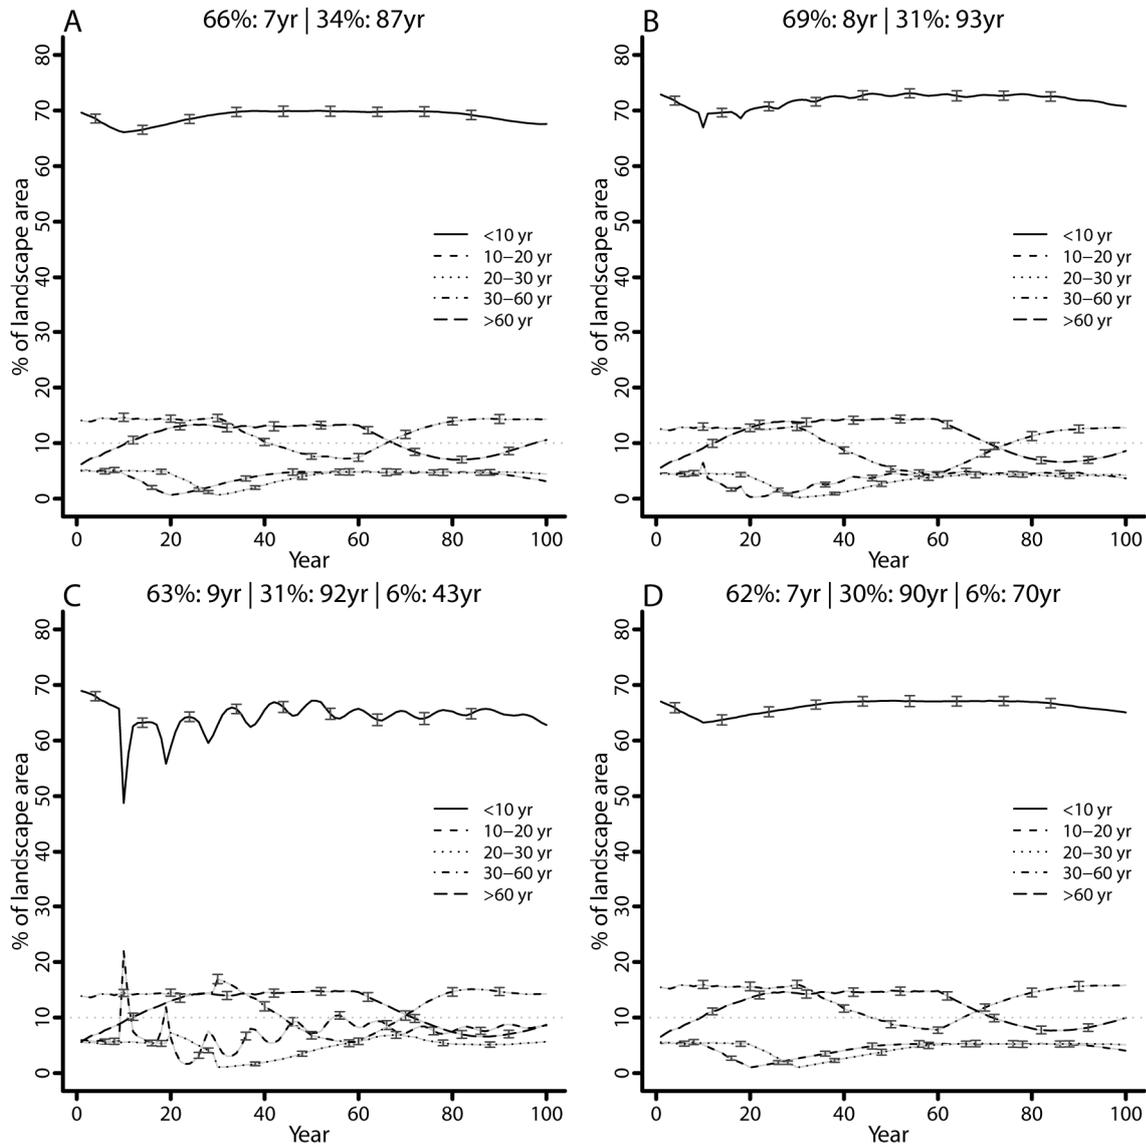 A
66%: 7yr | 34%: 87yr
80
70
60
50
40
30
20
10
0
% of landscape area
<10 yr
10–20 yr
20–30 yr
30–60 yr
>60 yr
0 20 40 60 80 100
Year
B
69%: 8yr | 31%: 93yr
80
70
60
50
40
30
20
10
0
% of landscape area
<10 yr
10–20 yr
20–30 yr
30–60 yr
>60 yr
0 20 40 60 80 100
Year
C
63%: 9yr | 31%: 92yr | 6%: 43yr
80
70
60
50
40
30
20
10
0
% of landscape area
<10 yr
10–20 yr
20–30 yr
30–60 yr
>60 yr
0 20 40 60 80 100
Year
D
62%: 7yr | 30%: 90yr | 6%: 70yr
80
70
60
50
40
30
20
10
0
% of landscape area
<10 yr
10–20 yr
20–30 yr
30–60 yr
>60 yr
0 20 40 60 80 100
Year